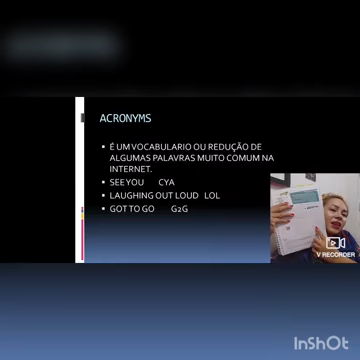 ACRONYMS
É UM VOCABULARIO OU REDUÇÃO DE
ALGUMAS PALAVRAS MUITO COMUM NA
INTERNET.
SEE YOU CYA
LAUGHING OUT LOUD LOL
GOT TO GO G2G
V RECORDER
InShOt